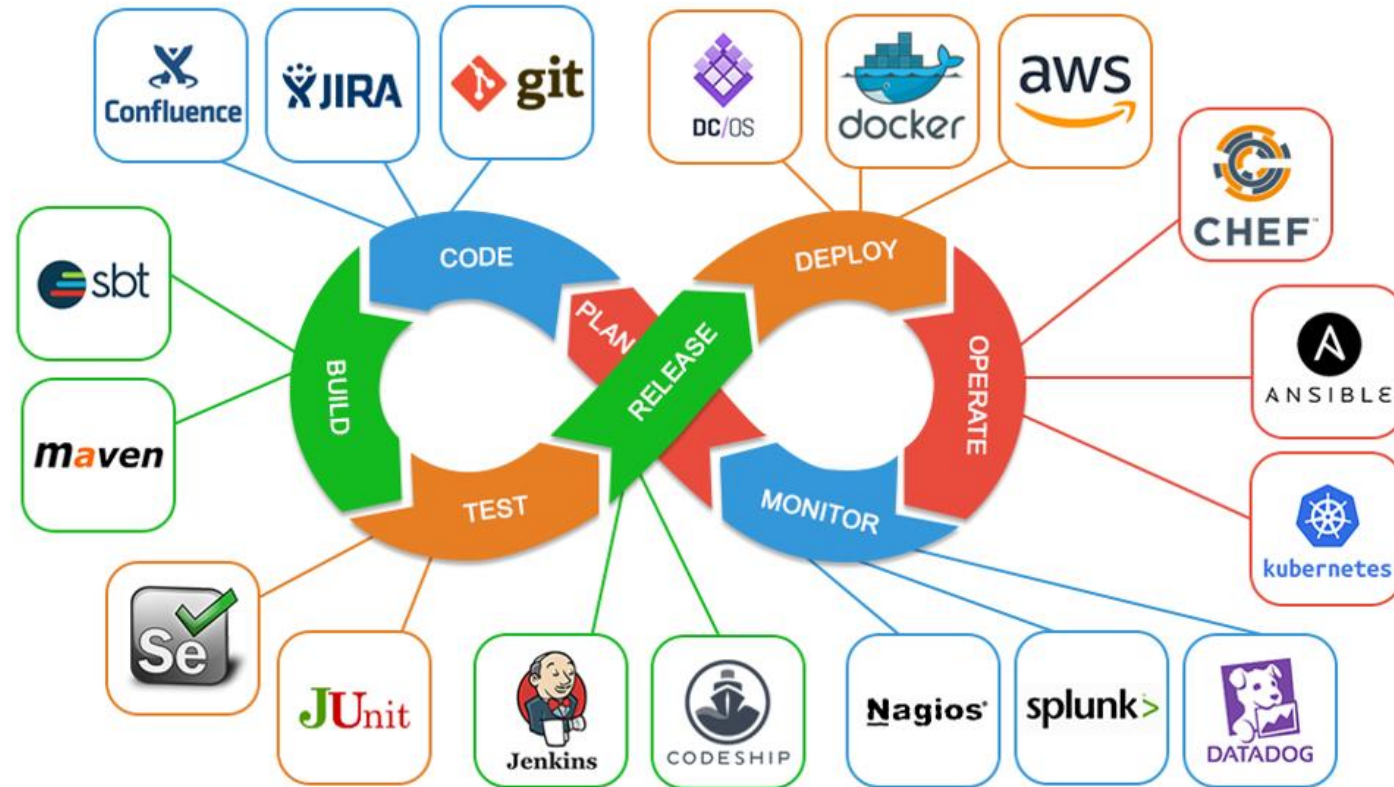 Confluence
JIRA
git
DC/OS
docker
aws
CHEF™
sbt
CODE
DEPLOY
PLAN
RELEASE
BUILD
OPERATE
ANSIBLE
maven
TEST
MONITOR
kubernetes
Se
JUnit
Jenkins
CODESHIP
Nagios®
splunk>
DATADOG